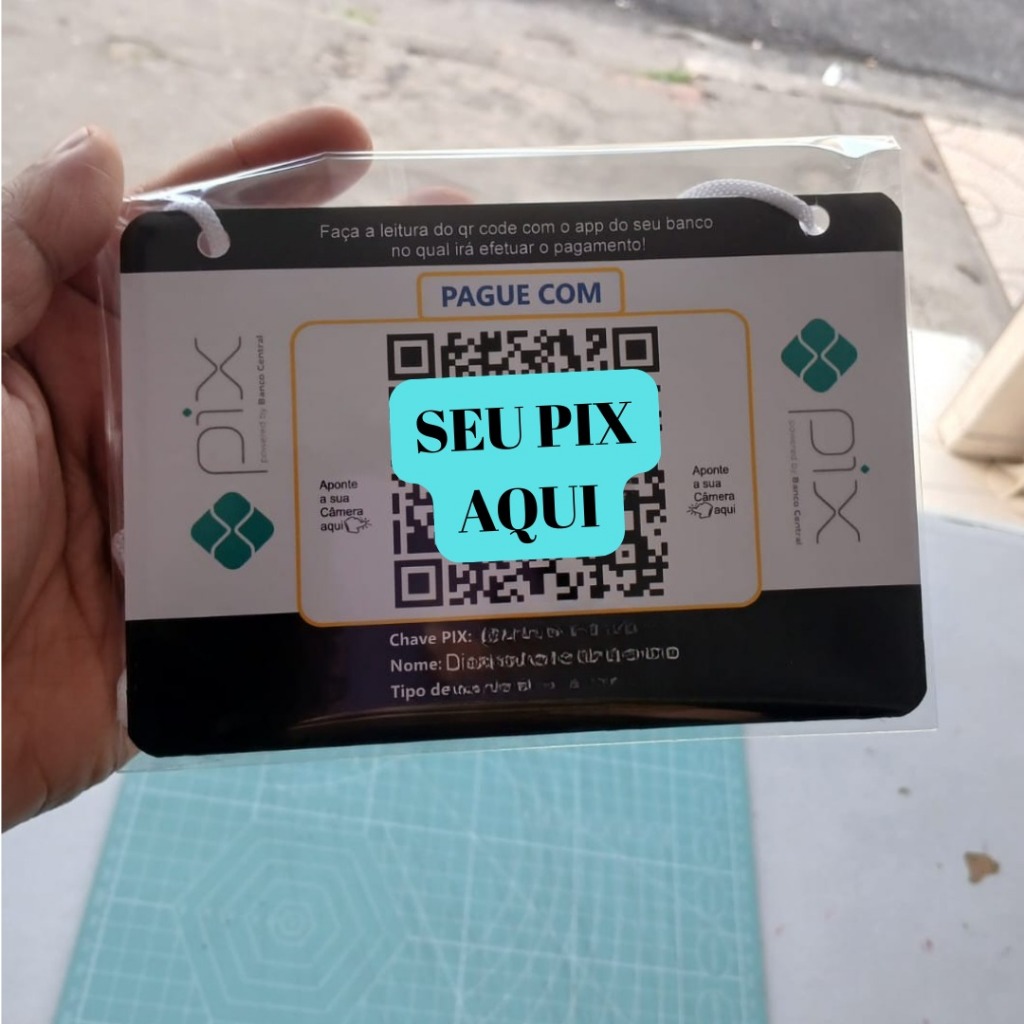 Faça a leitura do qr code com o app do seu banco
no qual irá efetuar o pagamento!
PAGUE COM
pix
powered by Banco Central
SEU PIX
AQUI
Aponte
a sua
Câmera
aqui
Aponte
a sua
Câmera
aqui
pix
powered by Banco Central
Chave PIX:
Nome:
Tipo de